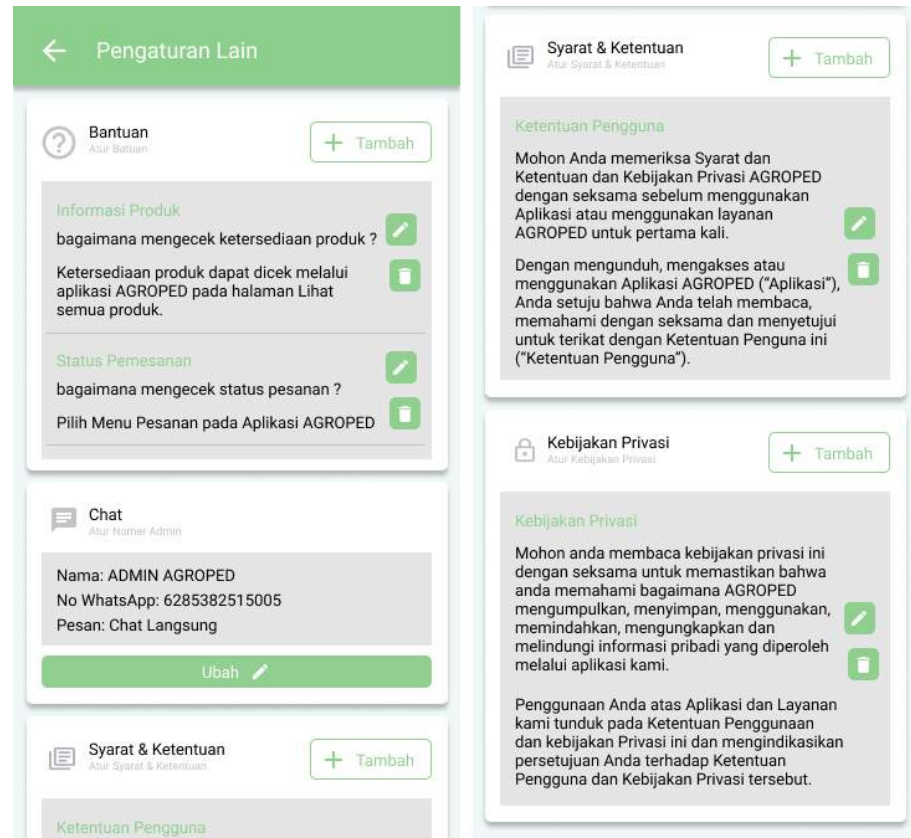 Pengaturan Lain
Bantuan
Atur Batuan
Tambah
Informasi Produk
bagaimana mengecek ketersediaan produk ?
Ketersediaan produk dapat dicek melalui
aplikasi AGROPED pada halaman Lihat
semua produk.
Status Pemesanan
bagaimana mengecek status pesanan ?
Pilih Menu Pesanan pada Aplikasi AGROPED
Chat
Atur Nomer Admin
Nama: ADMIN AGROPED
No WhatsApp: 6285382515005
Pesan: Chat Langsung
Ubah
Syarat & Ketentuan
Atur Syarat & Ketentuan
Tambah
Ketentuan Pengguna
Syarat & Ketentuan
Atur Syarat & Ketentuan
Tambah
Ketentuan Pengguna
Mohon Anda memeriksa Syarat dan
Ketentuan dan Kebijakan Privasi AGROPED
dengan seksama sebelum menggunakan
Aplikasi atau menggunakan layanan
AGROPED untuk pertama kali.
Dengan mengunduh, mengakses atau
menggunakan Aplikasi AGROPED (“Aplikasi”),
Anda setuju bahwa Anda telah membaca,
memahami dengan seksama dan menyetujui
untuk terikat dengan Ketentuan Penguna ini
(“Ketentuan Pengguna”).
Kebijakan Privasi
Atur Kebijakan Privasi
Tambah
Kebijakan Privasi
Mohon anda membaca kebijakan privasi ini
dengan seksama untuk memastikan bahwa
anda memahami bagaimana AGROPED
mengumpulkan, menyimpan, menggunakan,
memindahkan, mengungkapkan dan
melindungi informasi pribadi yang diperoleh
melalui aplikasi kami.
Penggunaan Anda atas Aplikasi dan Layanan
kami tunduk pada Ketentuan Penggunaan
dan kebijakan Privasi ini dan mengindikasikan
persetujuan Anda terhadap Ketentuan
Pengguna dan Kebijakan Privasi tersebut.